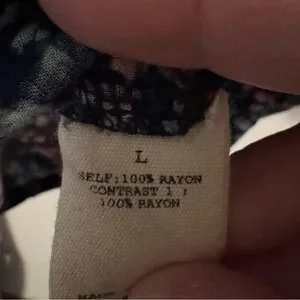 L
SELF:100% RAYON
CONTRAST 1 :
100% RAYON